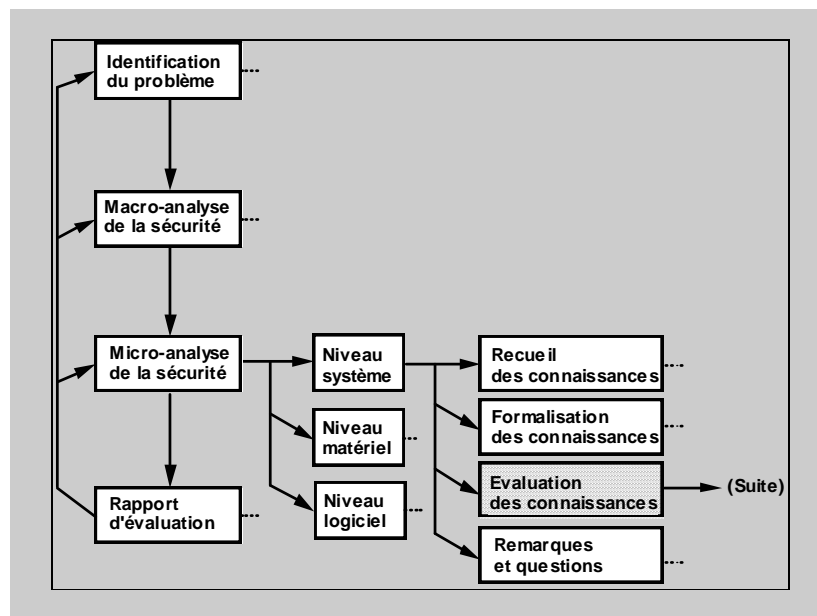 Identification
du problème
Macro-analyse
de la sécurité
Micro-analyse
de la sécurité
Rapport
d'évaluation
Niveau
système
Niveau
matériel
Niveau
logiciel
Recueil
des connaissances
Formalisation
des connaissances
Evaluation
des connaissances
(Suite)
Remarques
et questions